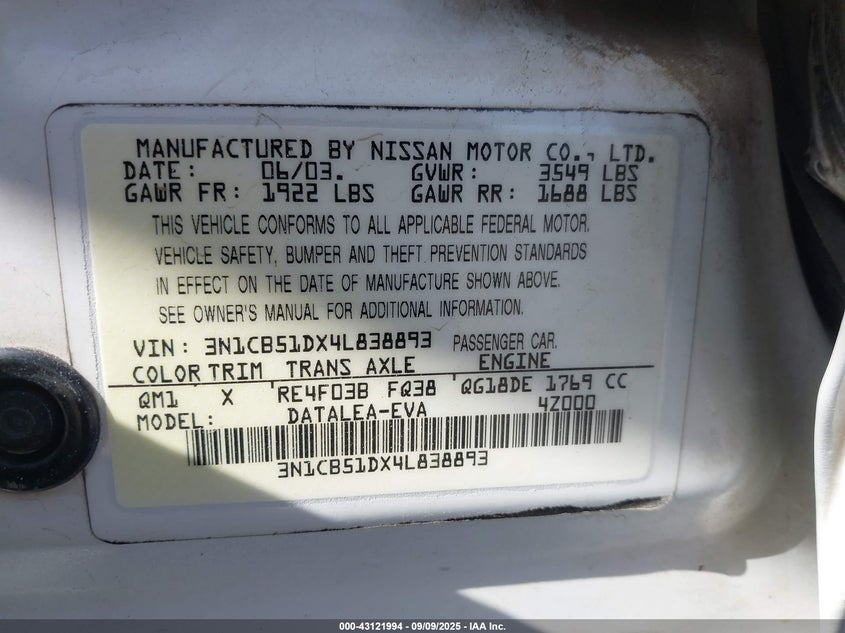 MANUFACTURED BY NISSAN MOTOR CO., LTD.
DATE: 06/03. GVWR: 3549 LBS
GAWR FR: 1922 LBS GAWR RR: 1688 LBS
THIS VEHICLE CONFORMS TO ALL APPLICABLE FEDERAL MOTOR.
VEHICLE SAFETY, BUMPER AND THEFT PREVENTION STANDARDS
IN EFFECT ON THE DATE OF MANUFACTURE SHOWN ABOVE.
SEE OWNER'S MANUAL FOR ADDITIONAL INFORMATION.
VIN: 3N1CB51DX4L838893 PASSENGER CAR.
COLOR TRIM TRANS AXLE ENGINE
QM1 X RE4F03B FQ38 QG18DE 1769 CC
MODEL: DATALEA-EVA 4Z000
3N1CB51DX4L838893
000-43121994 | 09/09/2025 - IAA Inc.